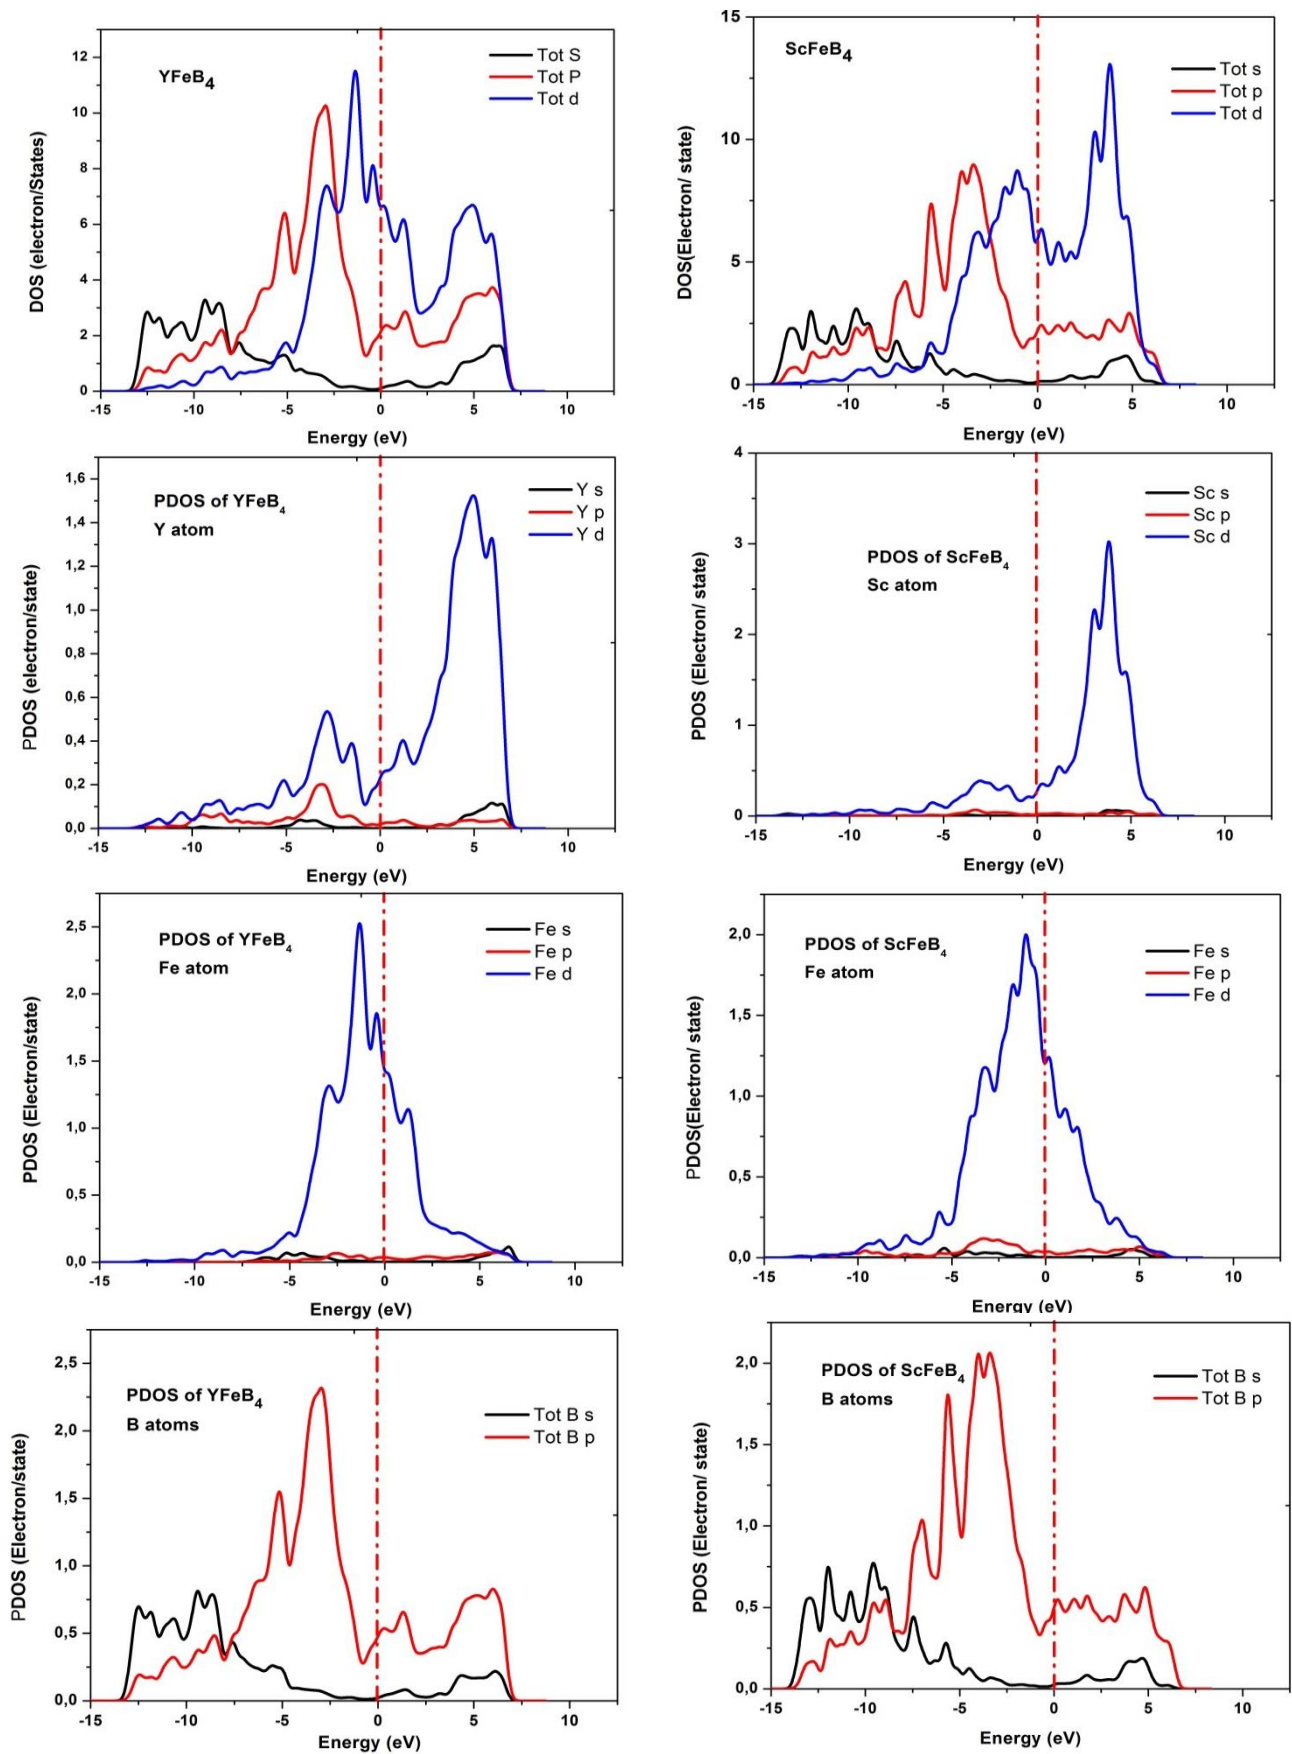 YFeB4
Tot S
Tot P
Tot d
DOS (electron/States)
12
10
8
6
4
2
0
-15
-10
-5
0
5
10
Energy (eV)
ScFeB4
Tot s
Tot p
Tot d
DOS(Electron/ state)
15
10
5
0
-15
-10
-5
0
5
10
Energy (eV)
PDOS of YFeB4
Y atom
Y s
Y p
Y d
PDOS (electron/state)
1,6
1,4
1,2
1,0
0,8
0,6
0,4
0,2
0,0
-15
-10
-5
0
5
10
Energy (eV)
PDOS of ScFeB4
Sc atom
Sc s
Sc p
Sc d
PDOS (Electron/ state)
4
3
2
1
0
-15
-10
-5
0
5
10
Energy (eV)
PDOS of YFeB4
Fe atom
Fe s
Fe p
Fe d
PDOS (Electron/state)
2,5
2,0
1,5
1,0
0,5
0,0
-15
-10
-5
0
5
10
Energy (eV)
PDOS of ScFeB4
Fe atom
Fe s
Fe p
Fe d
PDOS(Electron/ state)
2,0
1,5
1,0
0,5
0,0
-15
-10
-5
0
5
10
Energy (eV)
PDOS of YFeB4
B atoms
Tot B s
Tot B p
PDOS (Electron/state)
2,5
2,0
1,5
1,0
0,5
0,0
-15
-10
-5
0
5
10
Energy (eV)
PDOS of ScFeB4
B atoms
Tot B s
Tot B p
PDOS (Electron/ state)
2,0
1,5
1,0
0,5
0,0
-15
-10
-5
0
5
10
Energy (eV)